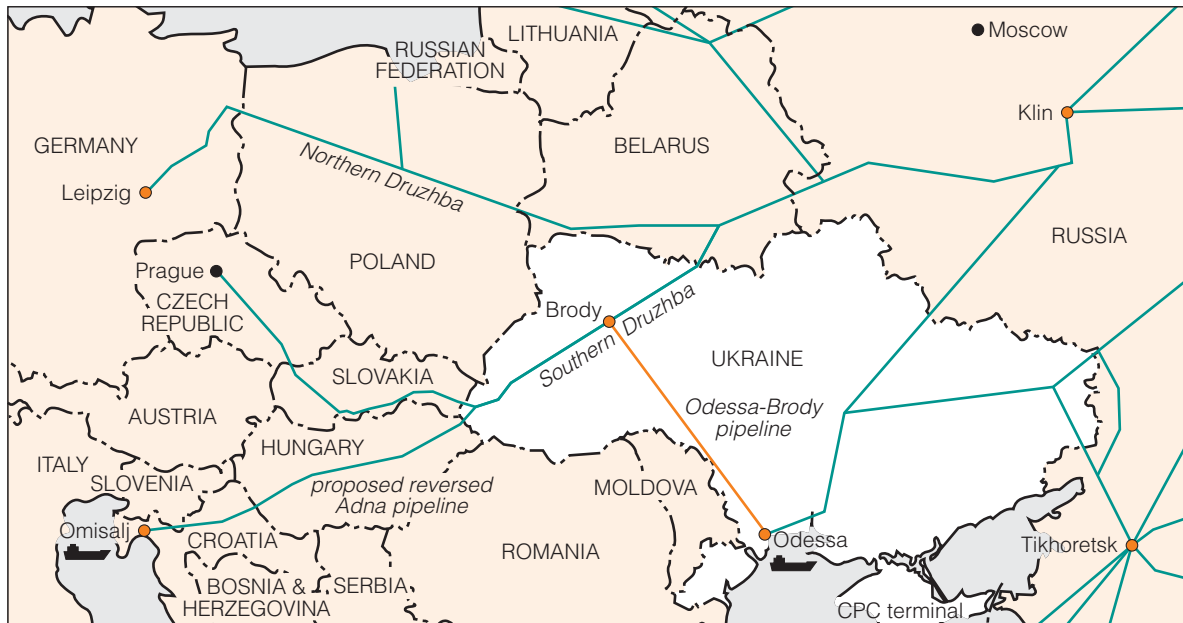 LITHUANIA
Moscow
RUSSIAN
FEDERATION
Klin
GERMANY
BELARUS
Northern Druzhba
Leipzig
RUSSIA
POLAND
Prague
CZECH
REPUBLIC
Brody
Southern Druzhba
UKRAINE
SLOVAKIA
AUSTRIA
Odessa-Brody
pipeline
HUNGARY
ITALY
SLOVENIA
proposed reversed
Adna pipeline
MOLDOVA
Omisalj
CROATIA
Odessa
Tikhoretsk
ROMANIA
BOSNIA &
HERZEGOVINA
SERBIA
CPC terminal